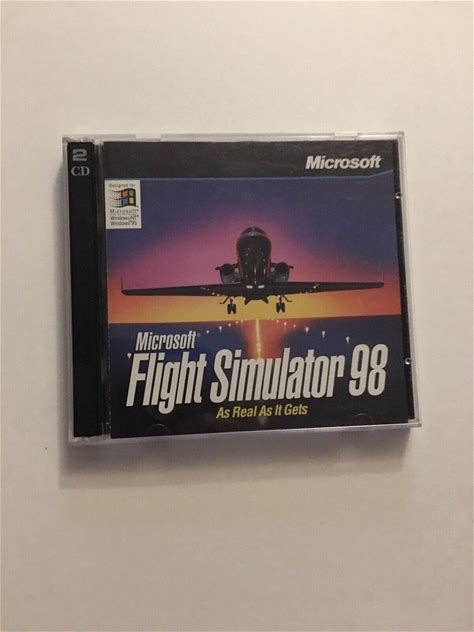 2
CD
Microsoft
Designed for
Microsoft
Windows NT
Windows 95
Microsoft®
Flight Simulator 98
As Real As It Gets